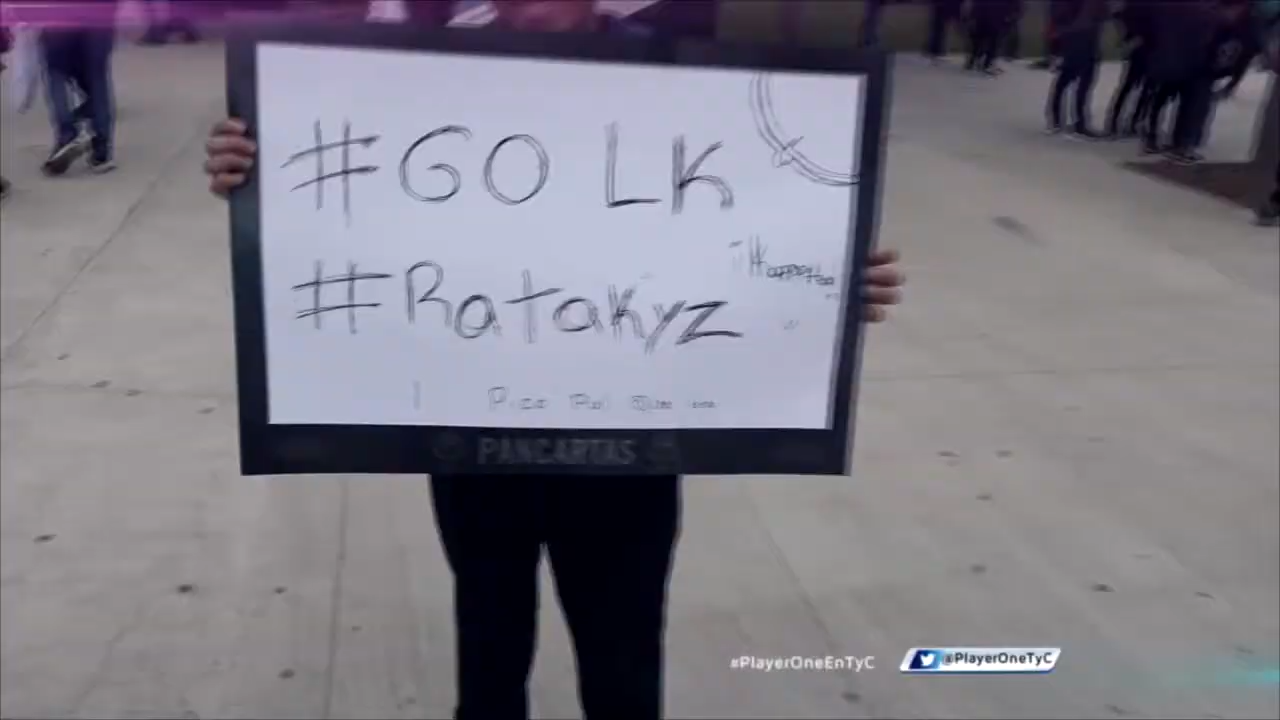 #GO LK
#Ratakyz
PANCARTAS
#PlayerOneEnTyC
@PlayerOneTyC